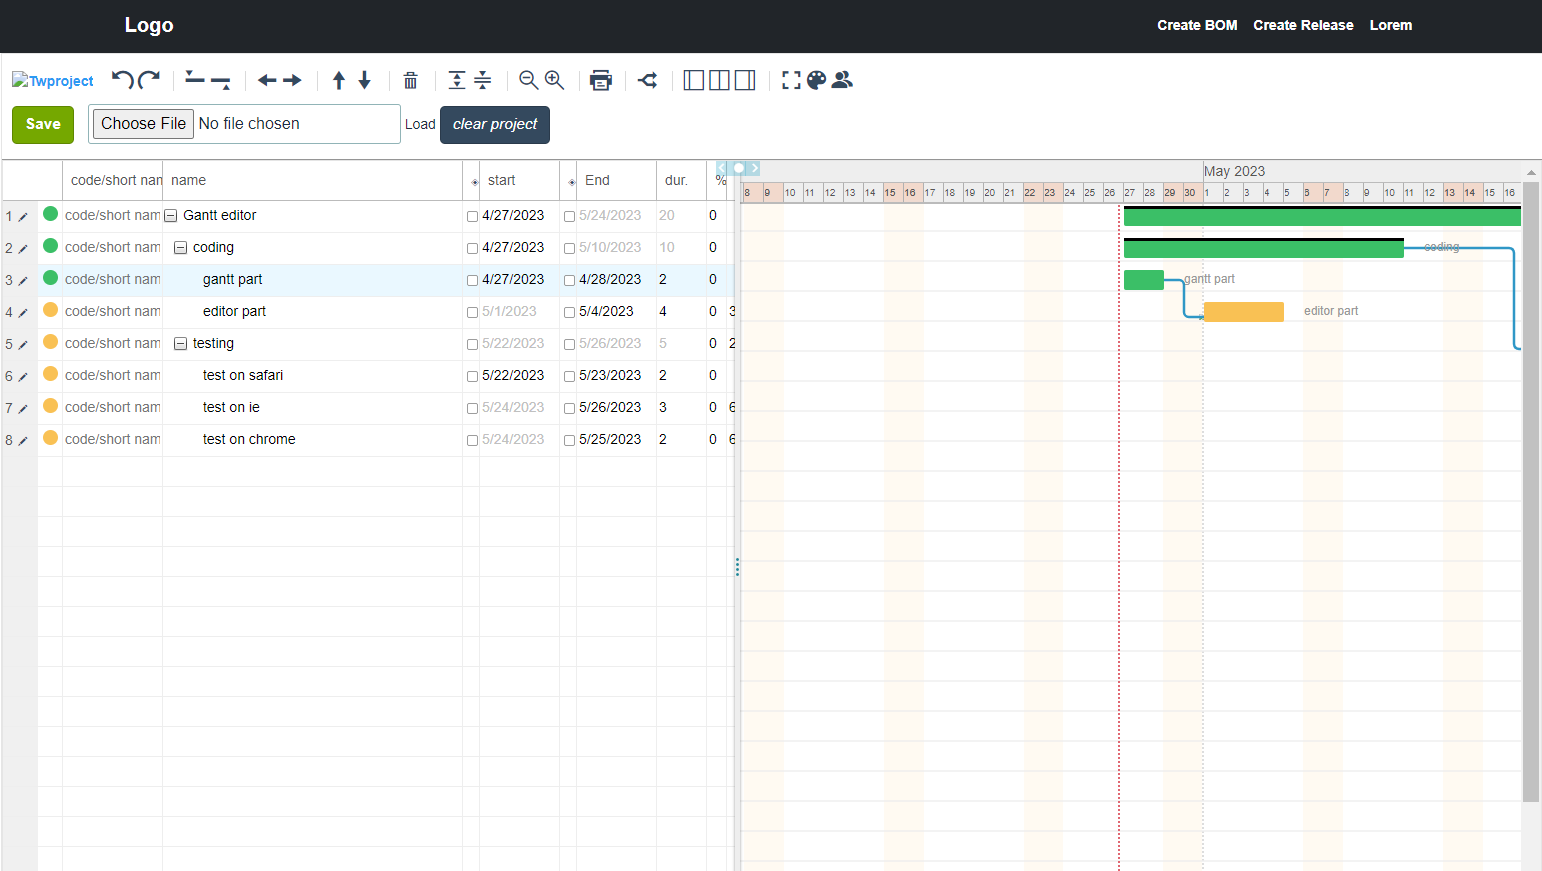 Logo
Create BOM Create Release Lorem
Twproject
Save Choose File No file chosen Load clear project
code/short nam name start End dur. %
May 2023
8 9 10 11 12 13 14 15 16 17 18 19 20 21 22 23 24 25 26 27 28 29 30 1 2 3 4 5 6 7 8 9 10 11 12 13 14 15 16
1 code/short nam Gantt editor 4/27/2023 5/24/2023 20 0
2 code/short nam coding 4/27/2023 5/10/2023 10 0 coding
3 code/short nam gantt part 4/27/2023 4/28/2023 2 0 gantt part
4 code/short nam editor part 5/1/2023 5/4/2023 4 0 3 editor part
5 code/short nam testing 5/22/2023 5/26/2023 5 0 2
6 code/short nam test on safari 5/22/2023 5/23/2023 2 0
7 code/short nam test on ie 5/24/2023 5/26/2023 3 0 6
8 code/short nam test on chrome 5/24/2023 5/25/2023 2 0 6